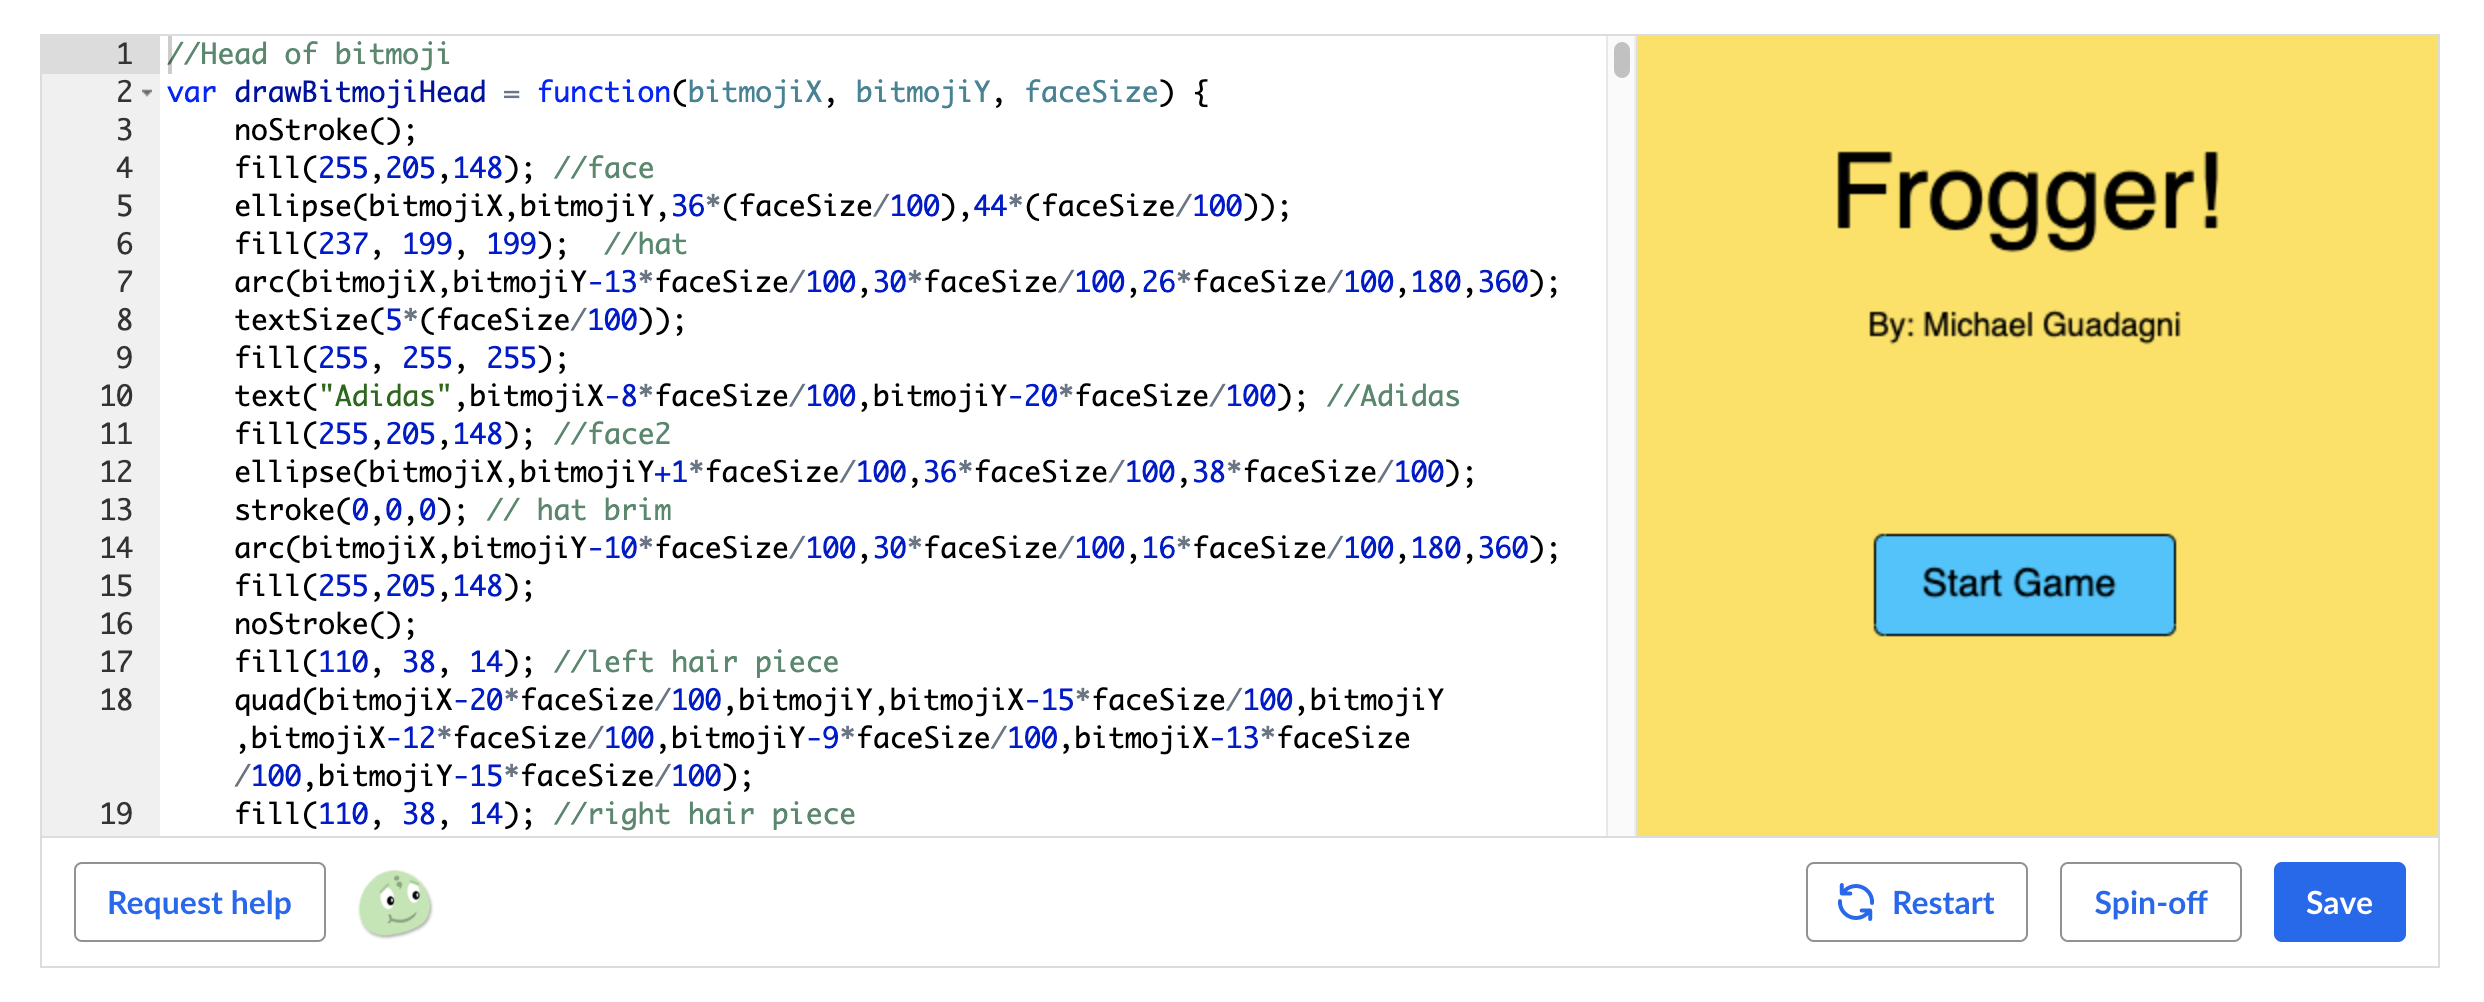 1 //Head of bitmoji
2 var drawBitmojiHead = function(bitmojiX, bitmojiY, faceSize) {
3 noStroke();
4 fill(255,205,148); //face
5 ellipse(bitmojiX,bitmojiY,36*(faceSize/100),44*(faceSize/100));
6 fill(237, 199, 199);  //hat
7 arc(bitmojiX,bitmojiY-13*faceSize/100,30*faceSize/100,26*faceSize/100,180,360);
8 textSize(5*(faceSize/100));
9 fill(255, 255, 255);
10 text("Adidas",bitmojiX-8*faceSize/100,bitmojiY-20*faceSize/100); //Adidas
11 fill(255,205,148); //face2
12 ellipse(bitmojiX,bitmojiY+1*faceSize/100,36*faceSize/100,38*faceSize/100);
13 stroke(0,0,0); // hat brim
14 arc(bitmojiX,bitmojiY-10*faceSize/100,30*faceSize/100,16*faceSize/100,180,360);
15 fill(255,205,148);
16 noStroke();
17 fill(110, 38, 14); //left hair piece
18 quad(bitmojiX-20*faceSize/100,bitmojiY,bitmojiX-15*faceSize/100,bitmojiY
,bitmojiX-12*faceSize/100,bitmojiY-9*faceSize/100,bitmojiX-13*faceSize
/100,bitmojiY-15*faceSize/100);
19 fill(110, 38, 14); //right hair piece
Frogger!
By: Michael Guadagni
Start Game
Request help
Restart
Spin-off
Save